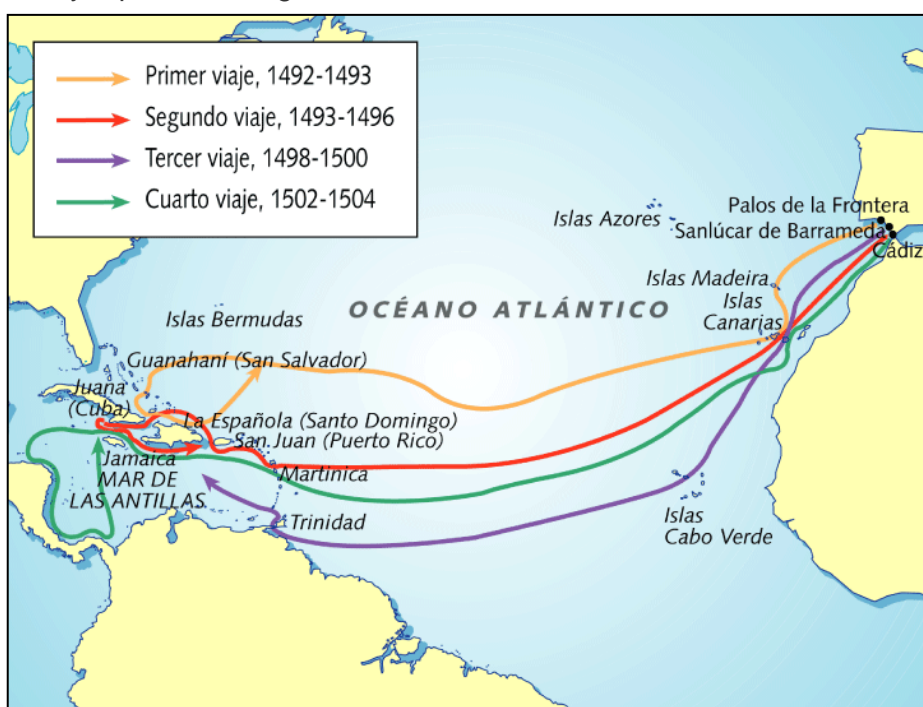 Primer viaje, 1492-1493
Segundo viaje, 1493-1496
Tercer viaje, 1498-1500
Cuarto viaje, 1502-1504
Palos de la Frontera
Islas Azores
Sanlúcar de Barrameda
Cádiz
Islas Madeira
Islas
Canarias
OCÉANO ATLÁNTICO
Islas Bermudas
Guanahaní (San Salvador)
Juana
(Cuba)
La Española (Santo Domingo)
San Juan (Puerto Rico)
Jamaica
Martinica
MAR DE
LAS ANTILLAS
Trinidad
Islas
Cabo Verde